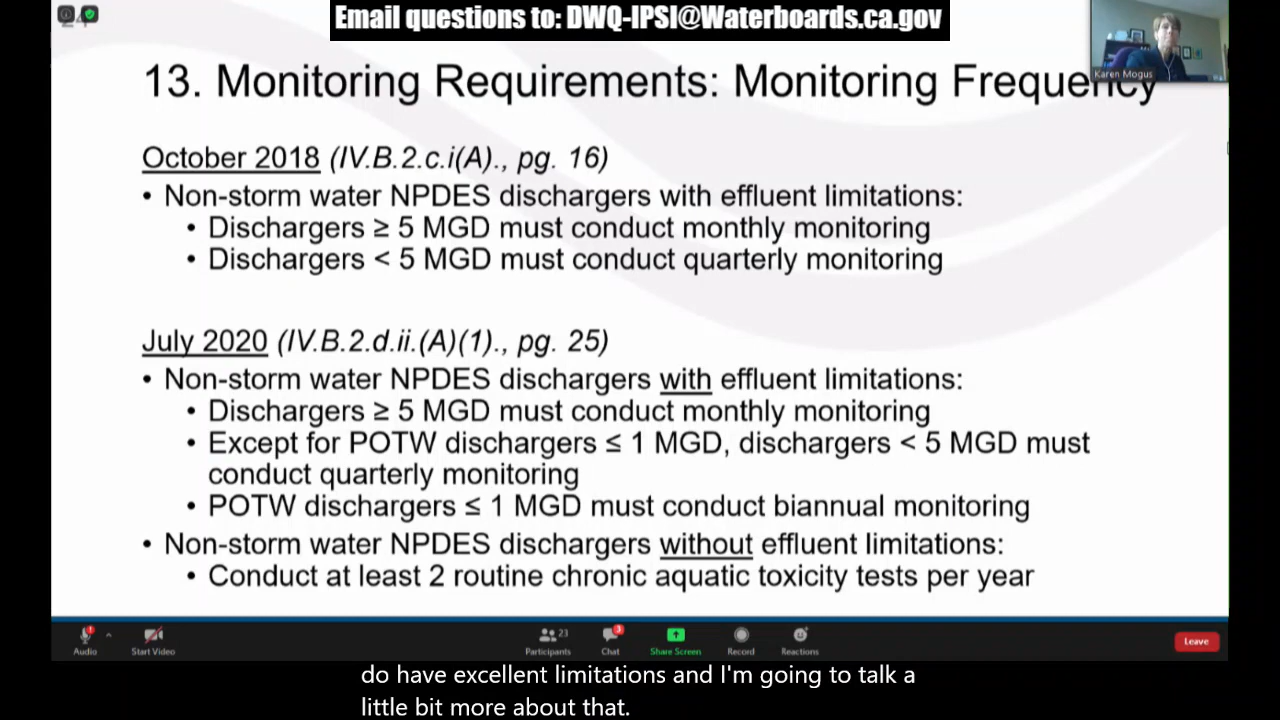 Email questions to: DWQ-IPSI@Waterboards.ca.gov
Karen Mogus
13. Monitoring Requirements: Monitoring Frequency
October 2018 (IV.B.2.c.i(A)., pg. 16)
• Non-storm water NPDES dischargers with effluent limitations:
• Dischargers ≥ 5 MGD must conduct monthly monitoring
• Dischargers < 5 MGD must conduct quarterly monitoring
July 2020 (IV.B.2.d.ii.(A)(1)., pg. 25)
• Non-storm water NPDES dischargers with effluent limitations:
• Dischargers ≥ 5 MGD must conduct monthly monitoring
• Except for POTW dischargers ≤ 1 MGD, dischargers < 5 MGD must
conduct quarterly monitoring
• POTW dischargers ≤ 1 MGD must conduct biannual monitoring
• Non-storm water NPDES dischargers without effluent limitations:
• Conduct at least 2 routine chronic aquatic toxicity tests per year
Audio
Start Video
Participants
23
Chat
3
Share Screen
Record
Reactions
Leave
do have excellent limitations and I'm going to talk a
little bit more about that.